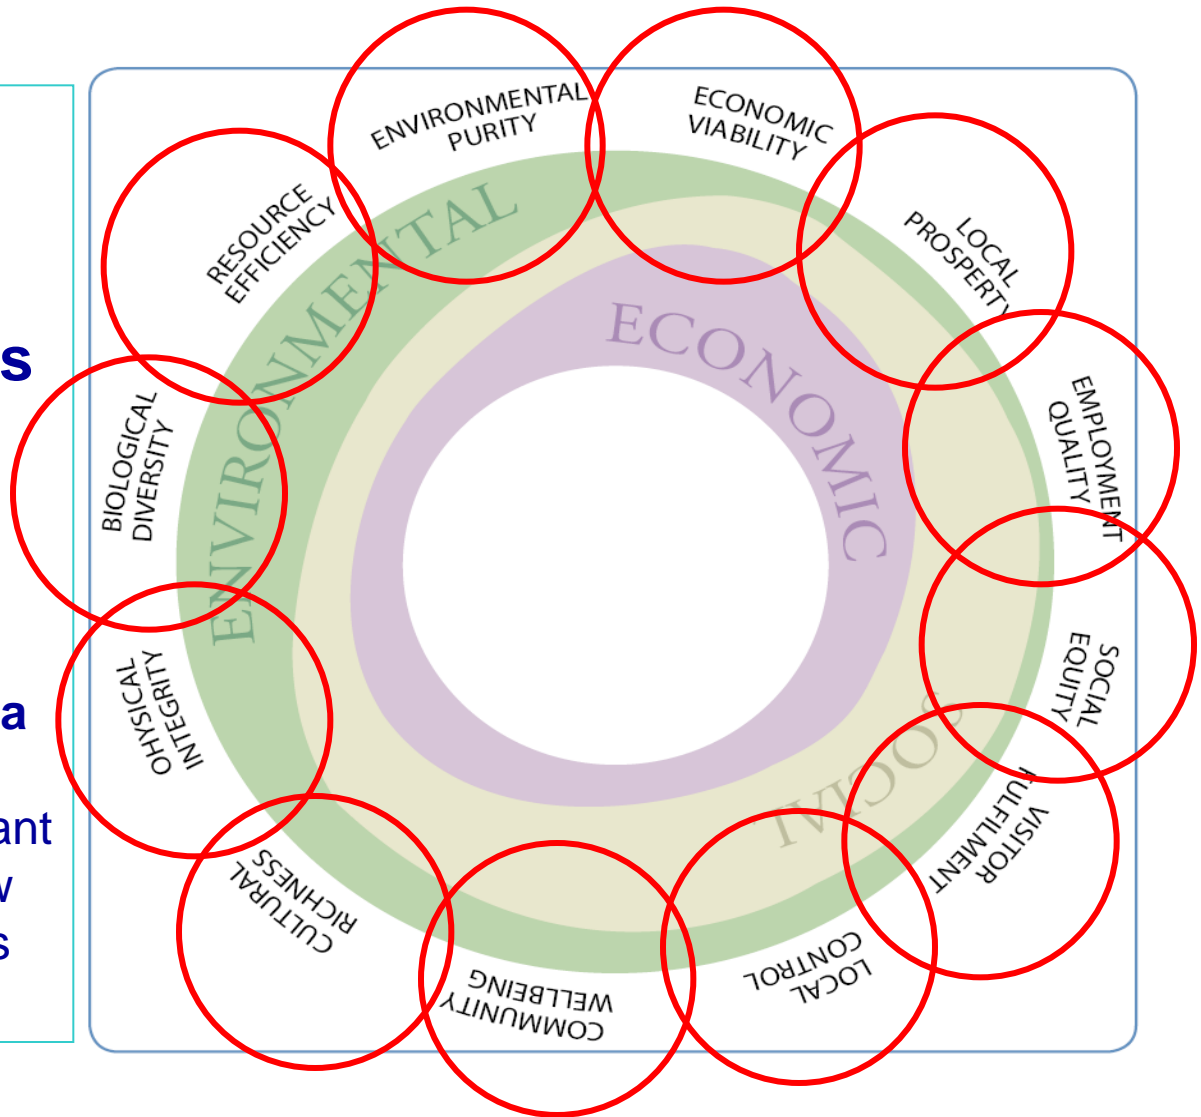 s
a
ant
w
s
ENVIRONMENTAL
PURITY
ECONOMIC
VIABILITY
LOCAL
PROSPERTY
EMPLOYMENT
QUALITY
SOCIAL
EQUITY
VISITOR
FULFILMENT
LOCAL
CONTROL
COMMUNITY
WELLBEING
CULTURAL
RICHNESS
OHYSICAL
INTEGRITY
BIOLOGICAL
DIVERSITY
RESOURCE
EFFICIENCY
ENVIRONMENTAL
ECONOMIC
SOCIAL